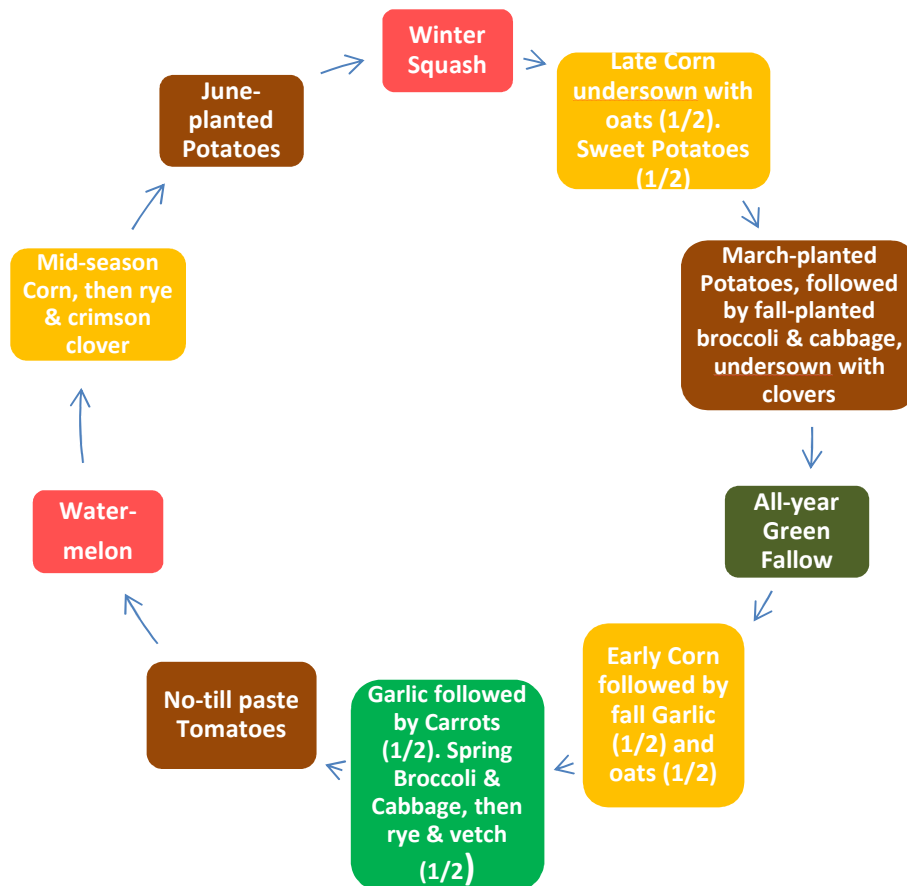 Winter
Squash
Late Corn
undersown with
oats (1/2).
Sweet Potatoes
(1/2)
March-planted
Potatoes, followed
by fall-planted
broccoli & cabbage,
undersown with
clovers
All-year
Green
Fallow
Early Corn
followed by
fall Garlic
(1/2) and
oats (1/2)
Garlic followed
by Carrots
(1/2). Spring
Broccoli &
Cabbage, then
rye & vetch
(1/2)
No-till paste
Tomatoes
Water-
melon
Mid-season
Corn, then rye
& crimson
clover
June-
planted
Potatoes